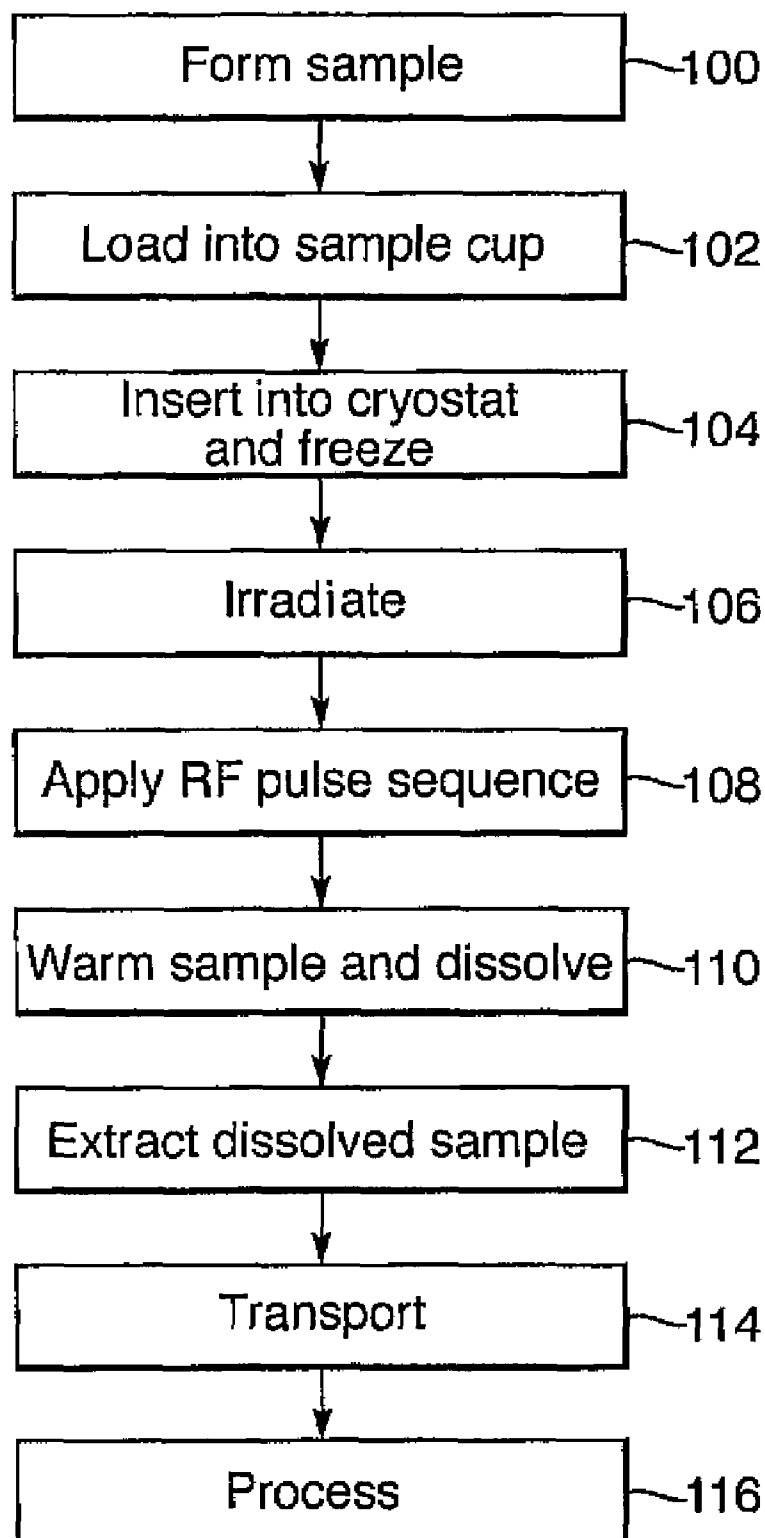 Form sample
100
Load into sample cup
102
Insert into cryostat
and freeze
104
Irradiate
106
Apply RF pulse sequence
108
Warm sample and dissolve
110
Extract dissolved sample
112
Transport
114
Process
116